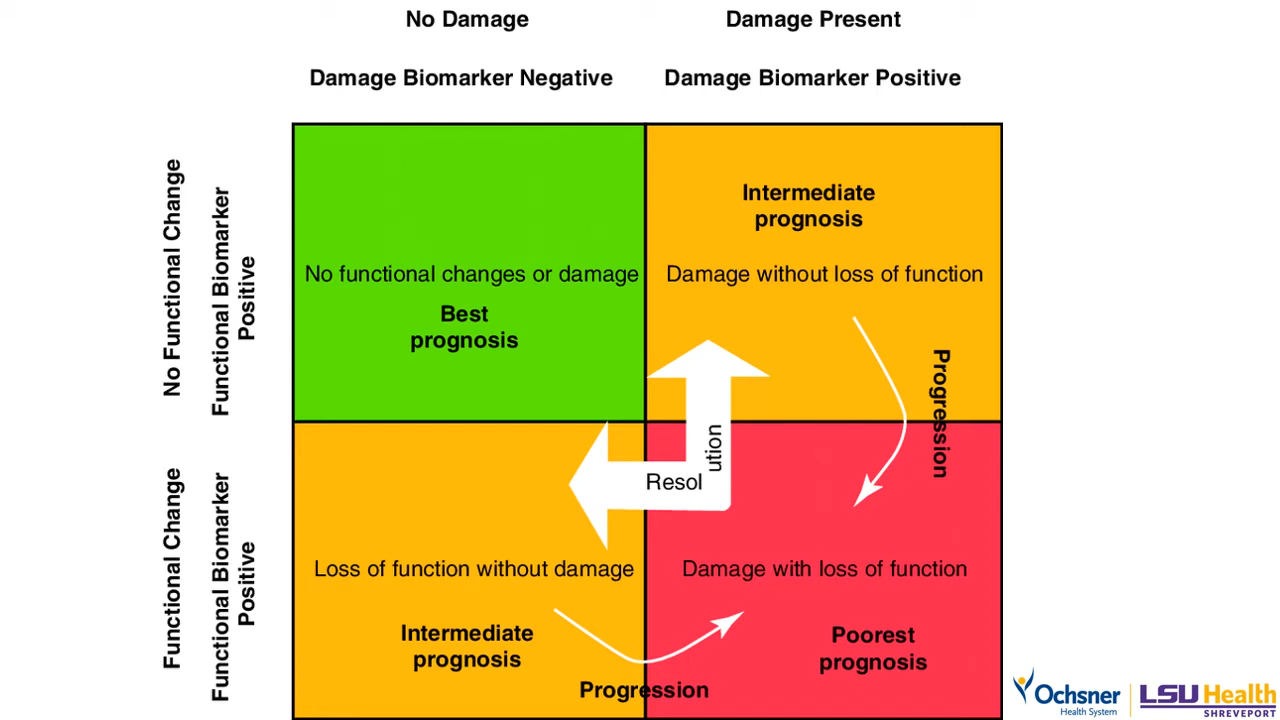 No Damage
Damage Present
Damage Biomarker Negative
Damage Biomarker Positive
No Functional Change
Functional Biomarker
Positive
No functional changes or damage
Best
prognosis
Intermediate
prognosis
Damage without loss of function
Progression
Resolution
Functional Change
Functional Biomarker
Positive
Loss of function without damage
Intermediate
prognosis
Damage with loss of function
Poorest
prognosis
Progression
Ochsner
Health System
LSU Health
SHREVEPORT